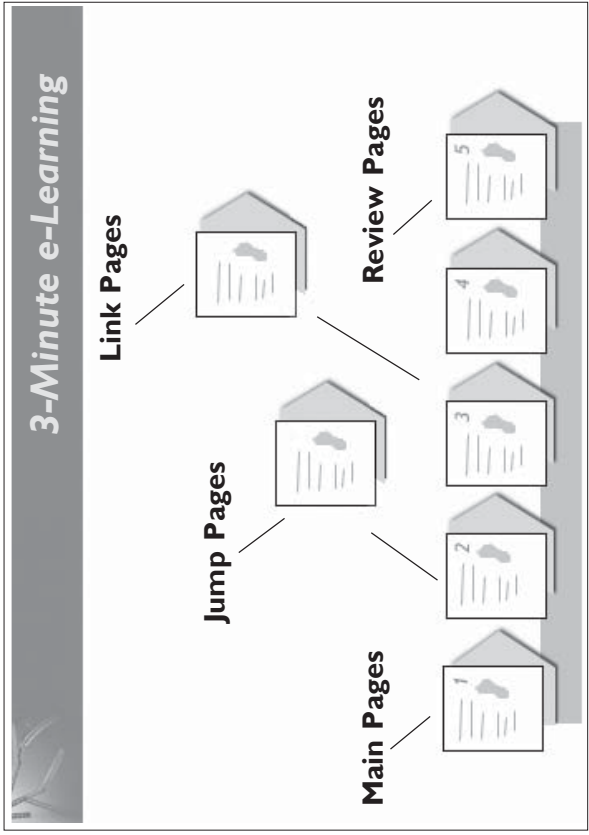 3-Minute e-Learning
Link Pages
Jump Pages
Review Pages
Main Pages
1
2
3
4
5